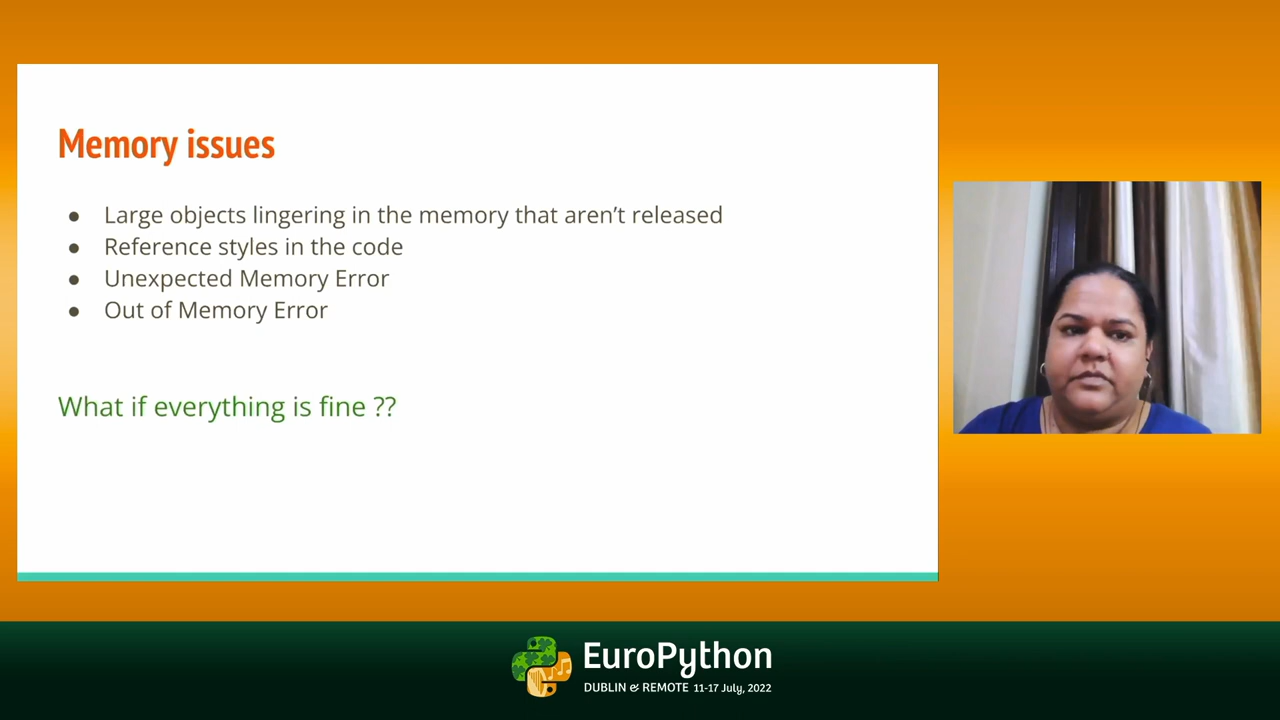 Memory issues
● Large objects lingering in the memory that aren’t released
● Reference styles in the code
● Unexpected Memory Error
● Out of Memory Error
What if everything is fine ??
EuroPython
DUBLIN & REMOTE 11-17 July, 2022